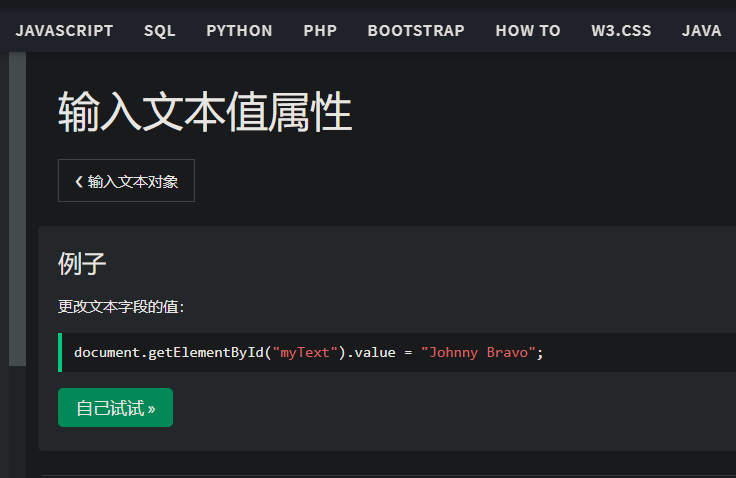 JAVASCRIPT SQL PYTHON PHP BOOTSTRAP HOW TO W3.CSS JAVA
输入文本值属性
❮ 输入文本对象
例子
更改文本字段的值：
document.getElementById("myText").value = "Johnny Bravo";
自己试试 »